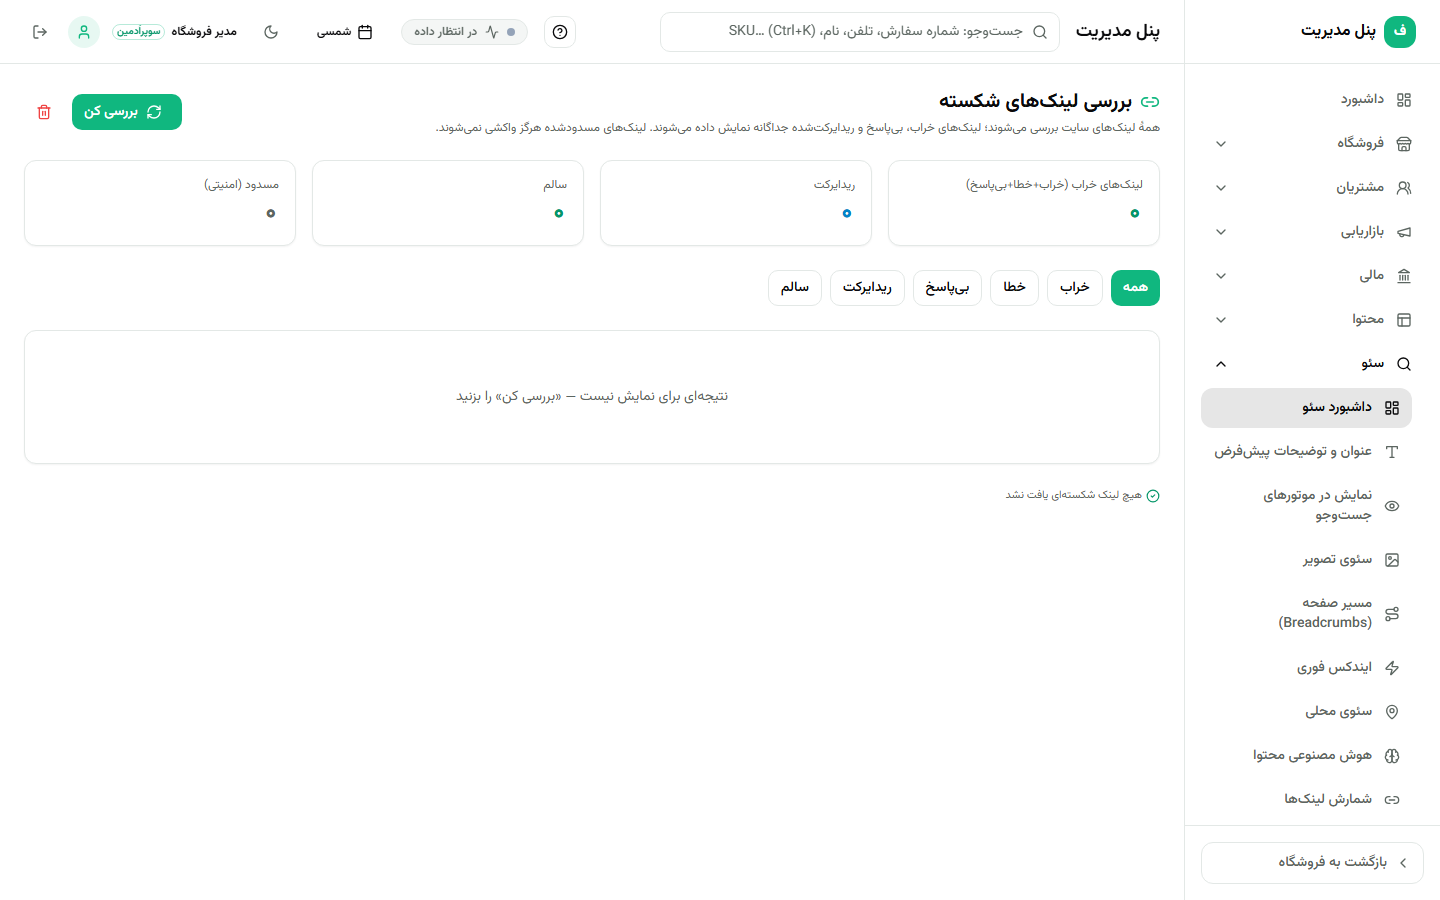 ف
پنل مدیریت
پنل مدیریت
جست‌وجو: شماره سفارش، تلفن، نام، SKU... (Ctrl+K)
در انتظار داده
شمسی
مدیر فروشگاه
سوپرادمین
داشبورد
فروشگاه
مشتریان
بازاریابی
مالی
محتوا
سئو
داشبورد سئو
عنوان و توضیحات پیش‌فرض
نمایش در موتورهای
جست‌وجو
سئوی تصویر
مسیر صفحه
(Breadcrumbs)
ایندکس فوری
سئوی محلی
هوش مصنوعی محتوا
شمارش لینک‌ها
بازگشت به فروشگاه
بررسی لینک‌های شکسته
همهٔ لینک‌های سایت بررسی می‌شوند؛ لینک‌های خراب، بی‌پاسخ و ریدایرکت‌شده جداگانه نمایش داده می‌شوند. لینک‌های مسدودشده هرگز واکشی نمی‌شوند.
بررسی کن
لینک‌های خراب (خراب+خطا+بی‌پاسخ)
۰
ریدایرکت
۰
سالم
۰
مسدود (امنیتی)
۰
همه
خراب
خطا
بی‌پاسخ
ریدایرکت
سالم
نتیجه‌ای برای نمایش نیست — «بررسی کن» را بزنید
هیچ لینک شکسته‌ای یافت نشد